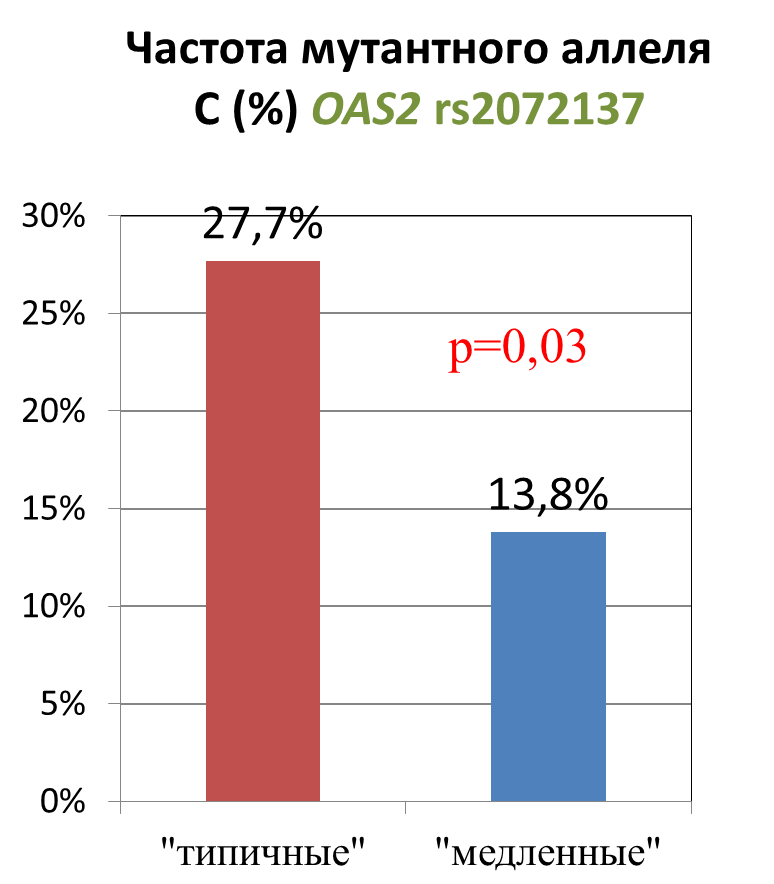 Частота мутантного аллеля
С (%) OAS2 rs2072137
30%
27,7%
25%
p=0,03
20%
13,8%
15%
10%
5%
0%
"типичные"
"медленные"